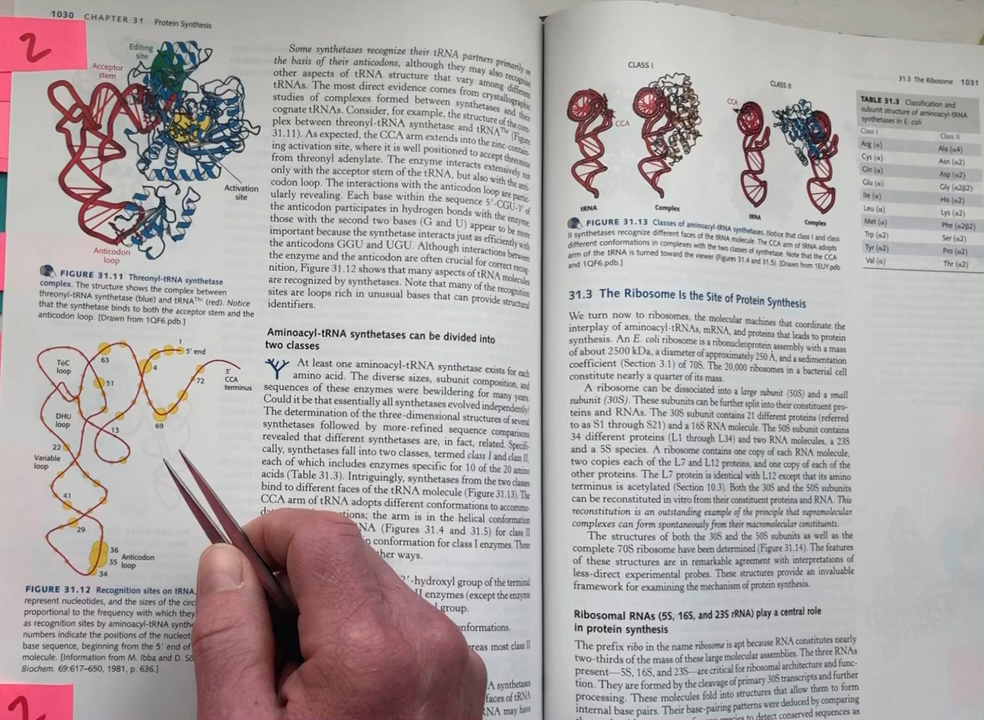 2
1030 CHAPTER 31 Protein Synthesis
Editing
site
Acceptor
stem
Activation
site
Anticodon
loop
FIGURE 31.11 Threonyl-tRNA synthetase
complex. The structure shows the complex between
threonyl-tRNA synthetase (blue) and tRNAThr (red). Notice
that the synthetase binds to both the acceptor stem and the
anticodon loop. [Drawn from 1QF6.pdb.]
TψC
loop
63
1
5' end
4
3'
CCA
terminus
72
51
DHU
loop
13
69
22
Variable
loop
41
29
36
35
34
Anticodon
loop
FIGURE 31.12 Recognition sites on tRNA.
represent nucleotides, and the sizes of the circ
proportional to the frequency with which they
as recognition sites by aminoacyl-tRNA synthe
numbers indicate the positions of the nucleot
base sequence, beginning from the 5' end of
molecule. [Information from M. Ibba and D. Sö
Biochem. 69:617–650, 1981, p. 636.]
2
Some synthetases recognize their tRNA partners primarily on
the basis of their anticodons, although they may also recognize
other aspects of tRNA structure that vary among different
tRNAs. The most direct evidence comes from crystallographic
studies of complexes formed between synthetases and their
cognate tRNAs. Consider, for example, the structure of the com-
plex between threonyl-tRNA synthetase and tRNAThr (Figure
31.11). As expected, the CCA arm extends into the zinc-contain-
ing activation site, where it is well positioned to accept threonine
from threonyl adenylate. The enzyme interacts extensively not
only with the acceptor stem of the tRNA, but also with the anti-
codon loop. The interactions with the anticodon loop are partic-
ularly revealing. Each base within the sequence 5'-CGU-3' of
the anticodon participates in hydrogen bonds with the enzyme;
those with the second two bases (G and U) appear to be more
important because the synthetase interacts just as efficiently with
the anticodons GGU and UGU. Although interactions between
the enzyme and the anticodon are often crucial for correct recog-
nition, Figure 31.12 shows that many aspects of tRNA molecules
are recognized by synthetases. Note that many of the recognition
sites are loops rich in unusual bases that can provide structural
identifiers.
Aminoacyl-tRNA synthetases can be divided into
two classes
At least one aminoacyl-tRNA synthetase exists for each
amino acid. The diverse sizes, subunit composition, and
sequences of these enzymes were bewildering for many years.
Could it be that essentially all synthetases evolved independently?
The determination of the three-dimensional structures of several
synthetases followed by more-refined sequence comparisons
revealed that different synthetases are, in fact, related. Specifi-
cally, synthetases fall into two classes, termed class I and class II,
each of which includes enzymes specific for 10 of the 20 amino
acids (Table 31.3). Intriguingly, synthetases from the two classes
bind to different faces of the tRNA molecule (Figure 31.13). The
CCA arm of tRNA adopts different conformations to accommo-
tions; the arm is in the helical conformation
NA (Figures 31.4 and 31.5) for class II
n conformation for class I enzymes. These
ther ways.
2'-hydroxyl group of the terminal
II enzymes (except the enzyme
group.
nformations.
reas most class II
A synthetases
faces of tRNA
NA may have
31.3 The Ribosome 1031
CLASS I
CCA
tRNA
Complex
CLASS II
CCA
tRNA
Complex
FIGURE 31.13 Classes of aminoacyl-tRNA synthetases. Notice that class I and class
II synthetases recognize different faces of the tRNA molecule. The CCA arm of tRNA adopts
different conformations in complexes with the two classes of synthetase. Note that the CCA
arm of the tRNA is turned toward the viewer (Figures 31.4 and 31.5). [Drawn from 1EUY.pdb
and 1QF6.pdb.]
TABLE 31.3 Classification and
subunit structure of aminoacyl-tRNA
synthetases in E. coli
Class I Class II
Arg (α) Ala (α4)
Cys (α) Asn (α2)
Gln (α) Asp (α2)
Glu (α) Gly (α2β2)
Ile (α) His (α2)
Leu (α) Lys (α2)
Met (α) Phe (α2β2)
Trp (α2) Ser (α2)
Tyr (α2) Pro (α2)
Val (α) Thr (α2)
31.3 The Ribosome Is the Site of Protein Synthesis
We turn now to ribosomes, the molecular machines that coordinate the
interplay of aminoacyl-tRNAs, mRNA, and proteins that leads to protein
synthesis. An E. coli ribosome is a ribonucleoprotein assembly with a mass
of about 2500 kDa, a diameter of approximately 250 Å, and a sedimentation
coefficient (Section 3.1) of 70S. The 20,000 ribosomes in a bacterial cell
constitute nearly a quarter of its mass.
A ribosome can be dissociated into a large subunit (50S) and a small
subunit (30S). These subunits can be further split into their constituent pro-
teins and RNAs. The 30S subunit contains 21 different proteins (referred
to as S1 through S21) and a 16S RNA molecule. The 50S subunit contains
34 different proteins (L1 through L34) and two RNA molecules, a 23S
and a 5S species. A ribosome contains one copy of each RNA molecule,
two copies each of the L7 and L12 proteins, and one copy of each of the
other proteins. The L7 protein is identical with L12 except that its amino
terminus is acetylated (Section 10.3). Both the 30S and the 50S subunits
can be reconstituted in vitro from their constituent proteins and RNA. This
reconstitution is an outstanding example of the principle that supramolecular
complexes can form spontaneously from their macromolecular constituents.
The structures of both the 30S and the 50S subunits as well as the
complete 70S ribosome have been determined (Figure 31.14). The features
of these structures are in remarkable agreement with interpretations of
less-direct experimental probes. These structures provide an invaluable
framework for examining the mechanism of protein synthesis.
Ribosomal RNAs (5S, 16S, and 23S rRNA) play a central role
in protein synthesis
The prefix ribo in the name ribosome is apt because RNA constitutes nearly
two-thirds of the mass of these large molecular assemblies. The three RNAs
present—5S, 16S, and 23S—are critical for ribosomal architecture and func-
tion. They are formed by the cleavage of primary 30S transcripts and further
processing. These molecules fold into structures that allow them to form
internal base pairs. Their base-pairing patterns were deduced by comparing
to detect conserved sequences as